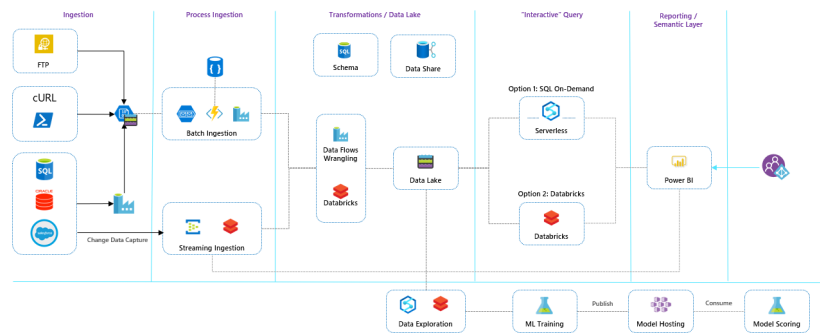 Ingestion
Process Ingestion
Transformations / Data Lake
"Interactive" Query
Reporting /
Semantic Layer
FTP
SQL
Schema
Data Share
cURL
Batch Ingestion
Option 1: SQL On-Demand
Serverless
Data Flows
Wrangling
Databricks
Data Lake
Power BI
SQL
ORACLE
Change Data Capture
Streaming Ingestion
Option 2: Databricks
Databricks
Data Exploration
ML Training
Publish
Model Hosting
Consume
Model Scoring